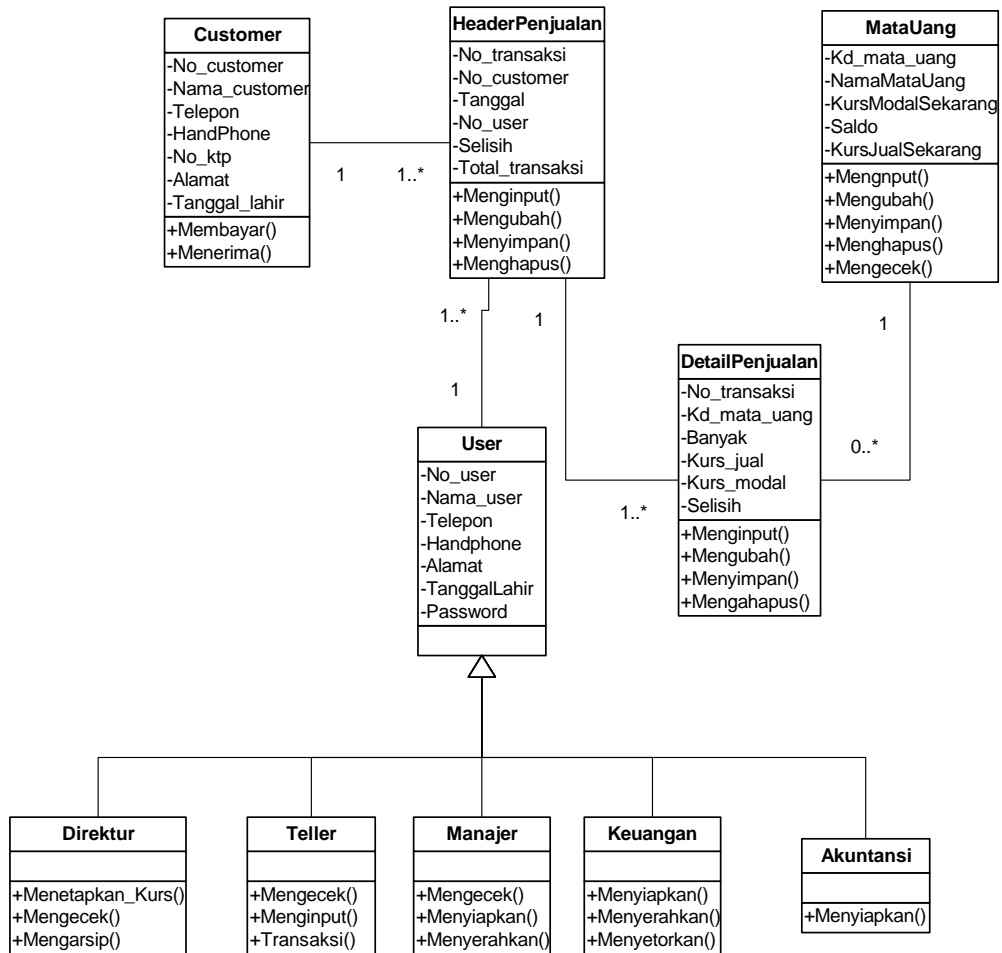 Customer
-No_customer
-Nama_customer
-Telepon
-HandPhone
-No_ktp
-Alamat
-Tanggal_lahir
+Membayar()
+Menerima()
HeaderPenjualan
-No_transaksi
-No_customer
-Tanggal
-No_user
-Selisih
-Total_transaksi
+Menginput()
+Mengubah()
+Menyimpan()
+Menghapus()
MataUang
-Kd_mata_uang
-NamaMataUang
-KursModalSekarang
-Saldo
-KursJualSekarang
+Mengnput()
+Mengubah()
+Menyimpan()
+Menghapus()
+Mengecek()
1
1..*
1..*
1
1
1
1..*
0..*
DetailPenjualan
-No_transaksi
-Kd_mata_uang
-Banyak
-Kurs_jual
-Kurs_modal
-Selisih
+Menginput()
+Mengubah()
+Menyimpan()
+Mengahapus()
User
-No_user
-Nama_user
-Telepon
-Handphone
-Alamat
-TanggalLahir
-Password
Direktur
+Menetapkan_Kurs()
+Mengecek()
+Mengarsip()
Teller
+Mengecek()
+Menginput()
+Transaksi()
Manajer
+Mengecek()
+Menyiapkan()
+Menyerahkan()
Keuangan
+Menyiapkan()
+Menyerahkan()
+Menyetorkan()
Akuntansi
+Menyiapkan()